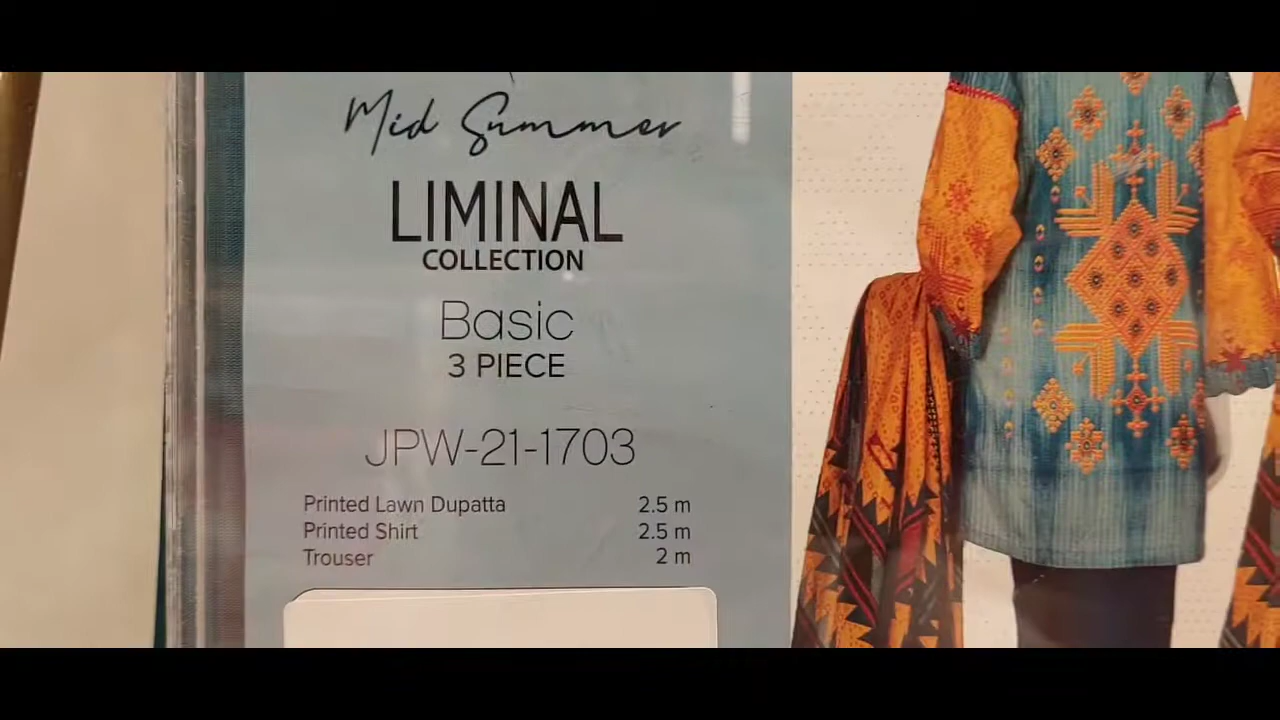 Mid Summer
LIMINAL
COLLECTION
Basic
3 PIECE
JPW-21-1703
Printed Lawn Dupatta 2.5 m
Printed Shirt 2.5 m
Trouser 2 m